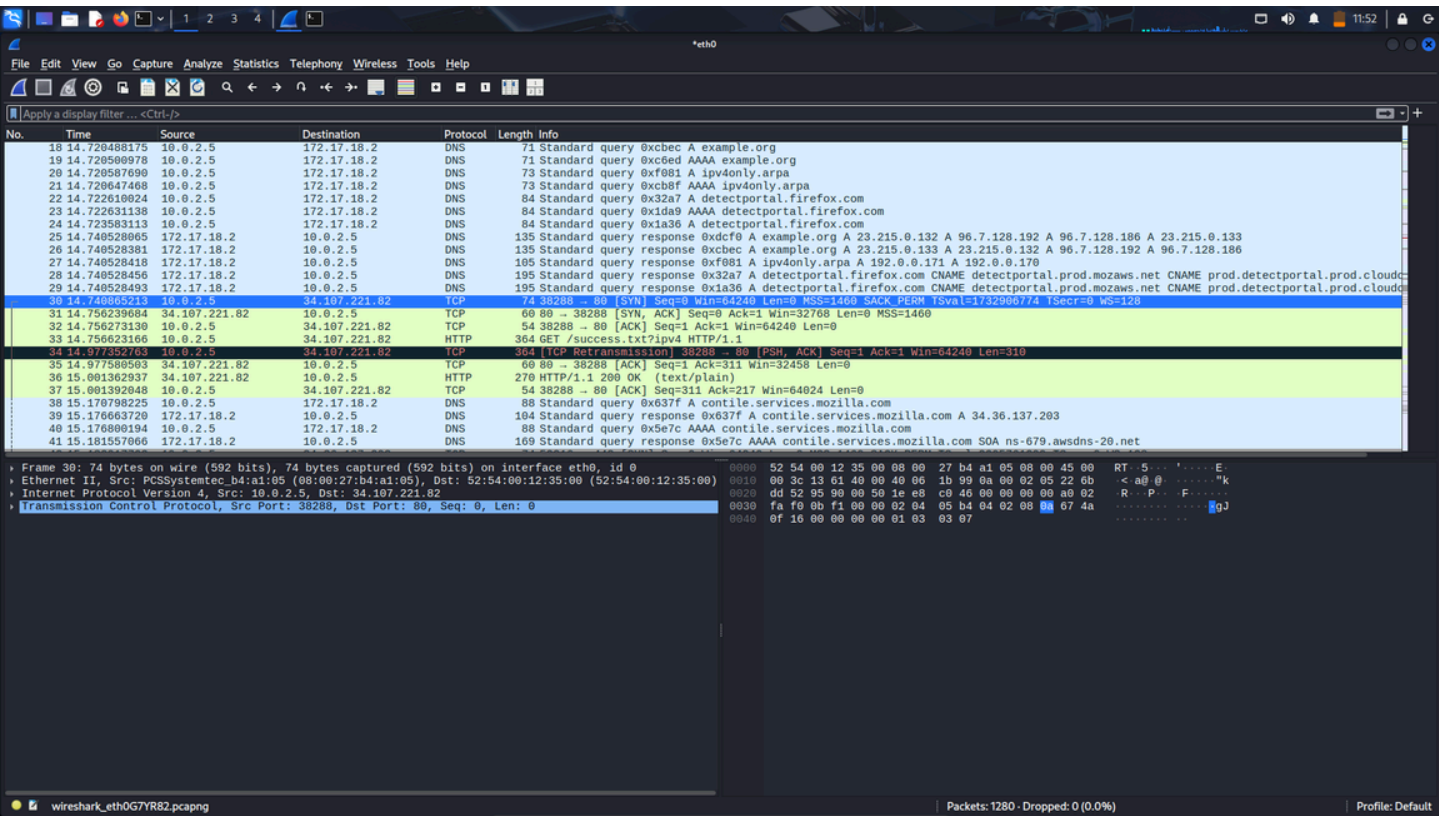 1 2 3 4 11:52
*eth0
File Edit View Go Capture Analyze Statistics Telephony Wireless Tools Help
Apply a display filter ... <Ctrl-/>
No. Time Source Destination Protocol Length Info
18 14.720488175 10.0.2.5 172.17.18.2 DNS 71 Standard query 0xcbec A example.org
19 14.720500978 10.0.2.5 172.17.18.2 DNS 71 Standard query 0xc6ed AAAA example.org
20 14.720587690 10.0.2.5 172.17.18.2 DNS 73 Standard query 0xf081 A ipv4only.arpa
21 14.720647468 10.0.2.5 172.17.18.2 DNS 73 Standard query 0xcb8f AAAA ipv4only.arpa
22 14.722610024 10.0.2.5 172.17.18.2 DNS 84 Standard query 0x32a7 A detectportal.firefox.com
23 14.722631138 10.0.2.5 172.17.18.2 DNS 84 Standard query 0x1da9 AAAA detectportal.firefox.com
24 14.723583113 10.0.2.5 172.17.18.2 DNS 84 Standard query 0x1a36 A detectportal.firefox.com
25 14.740528065 172.17.18.2 10.0.2.5 DNS 135 Standard query response 0xdcf0 A example.org A 23.215.0.132 A 96.7.128.192 A 96.7.128.186 A 23.215.0.133
26 14.740528381 172.17.18.2 10.0.2.5 DNS 135 Standard query response 0xcbec A example.org A 23.215.0.133 A 23.215.0.132 A 96.7.128.192 A 96.7.128.186
27 14.740528418 172.17.18.2 10.0.2.5 DNS 105 Standard query response 0xf081 A ipv4only.arpa A 192.0.0.171 A 192.0.0.170
28 14.740528456 172.17.18.2 10.0.2.5 DNS 195 Standard query response 0x32a7 A detectportal.firefox.com CNAME detectportal.prod.mozaws.net CNAME prod.detectportal.prod.cloud
29 14.740528493 172.17.18.2 10.0.2.5 DNS 195 Standard query response 0x1a36 A detectportal.firefox.com CNAME detectportal.prod.mozaws.net CNAME prod.detectportal.prod.cloud
30 14.740865213 10.0.2.5 34.107.221.82 TCP 74 38288 → 80 [SYN] Seq=0 Win=64240 Len=0 MSS=1460 SACK_PERM TSval=1732906774 TSecr=0 WS=128
31 14.756239684 34.107.221.82 10.0.2.5 TCP 60 80 → 38288 [SYN, ACK] Seq=0 Ack=1 Win=32768 Len=0 MSS=1460
32 14.756273130 10.0.2.5 34.107.221.82 TCP 54 38288 → 80 [ACK] Seq=1 Ack=1 Win=64240 Len=0
33 14.756623166 10.0.2.5 34.107.221.82 HTTP 364 GET /success.txt?ipv4 HTTP/1.1
34 14.977352763 10.0.2.5 34.107.221.82 TCP 364 [TCP Retransmission] 38288 → 80 [PSH, ACK] Seq=1 Ack=1 Win=64240 Len=310
35 14.977580503 34.107.221.82 10.0.2.5 TCP 60 80 → 38288 [ACK] Seq=1 Ack=311 Win=32458 Len=0
36 15.001362937 34.107.221.82 10.0.2.5 HTTP 270 HTTP/1.1 200 OK (text/plain)
37 15.001392048 10.0.2.5 34.107.221.82 TCP 54 38288 → 80 [ACK] Seq=311 Ack=217 Win=64024 Len=0
38 15.170798225 10.0.2.5 172.17.18.2 DNS 88 Standard query 0x637f A contile.services.mozilla.com
39 15.176663720 172.17.18.2 10.0.2.5 DNS 104 Standard query response 0x637f A contile.services.mozilla.com A 34.36.137.203
40 15.176800194 10.0.2.5 172.17.18.2 DNS 88 Standard query 0x5e7c AAAA contile.services.mozilla.com
41 15.181557066 172.17.18.2 10.0.2.5 DNS 169 Standard query response 0x5e7c AAAA contile.services.mozilla.com SOA ns-679.awsdns-20.net
Frame 30: 74 bytes on wire (592 bits), 74 bytes captured (592 bits) on interface eth0, id 0
Ethernet II, Src: PCSSystemtec_b4:a1:05 (08:00:27:b4:a1:05), Dst: 52:54:00:12:35:00 (52:54:00:12:35:00)
Internet Protocol Version 4, Src: 10.0.2.5, Dst: 34.107.221.82
Transmission Control Protocol, Src Port: 38288, Dst Port: 80, Seq: 0, Len: 0
0000 52 54 00 12 35 00 08 00 27 b4 a1 05 08 00 45 00 RT··5···'·····E·
0010 00 3c 13 61 40 00 40 06 1b 99 0a 00 02 05 22 6b ·<·a@·@·······"k
0020 dd 52 95 90 00 50 1e e8 c0 46 00 00 00 00 a0 02 ·R···P···F······
0030 fa f0 0b f1 00 00 02 04 05 b4 04 02 08 0a 67 4a ··············gJ
0040 0f 16 00 00 00 00 01 03 03 07 ··········
wireshark_eth0G7YR82.pcapng Packets: 1280 · Dropped: 0 (0.0%) Profile: Default